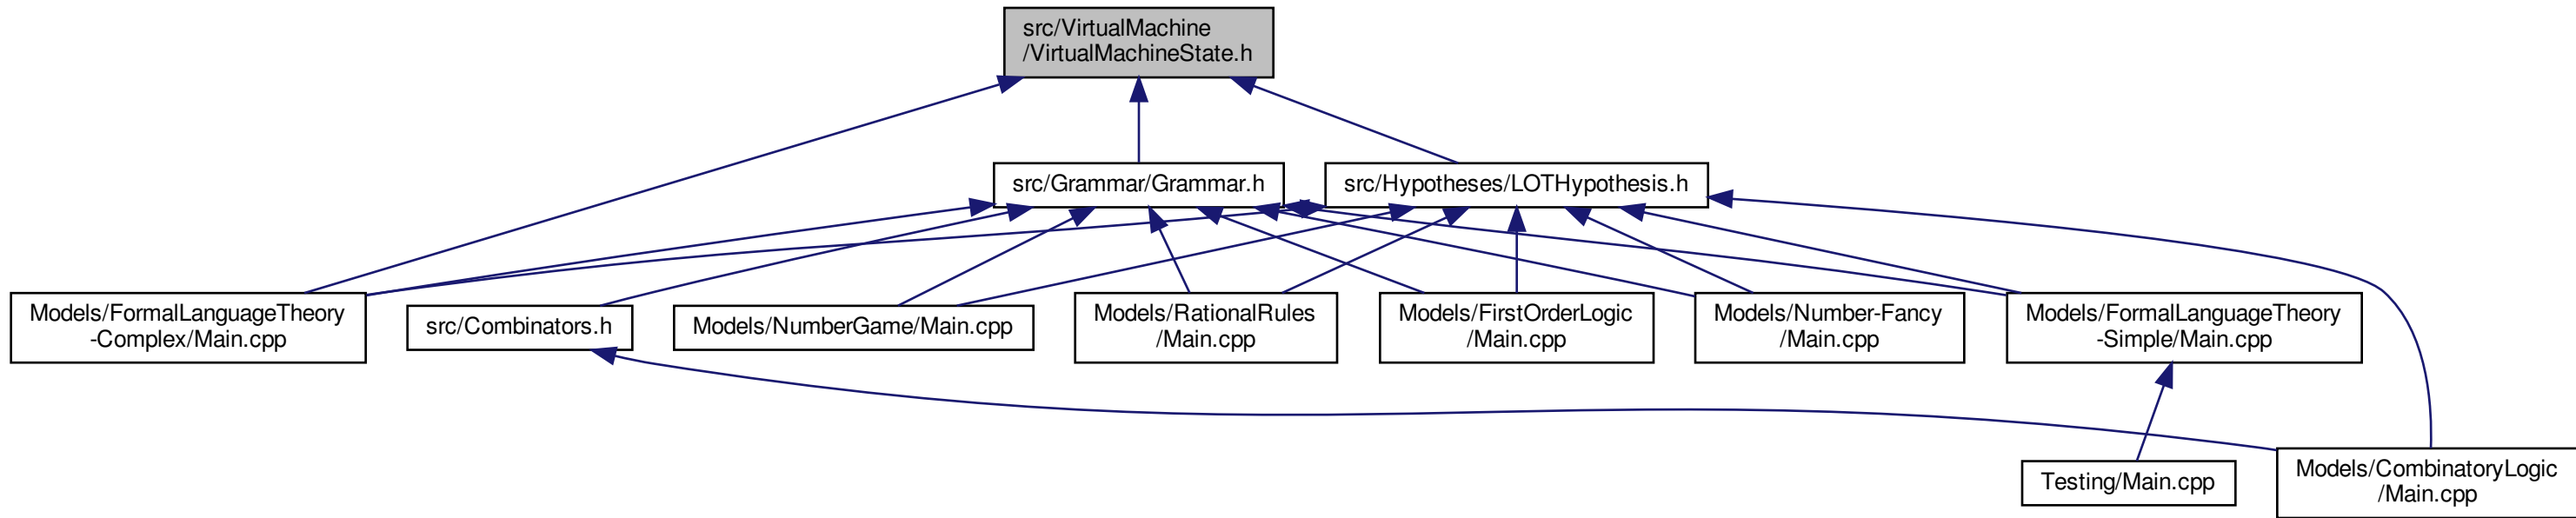 src/VirtualMachine
/VirtualMachineState.h
src/Grammar/Grammar.h
src/Hypotheses/LOTHypothesis.h
Models/FormalLanguageTheory
-Complex/Main.cpp
src/Combinators.h
Models/NumberGame/Main.cpp
Models/RationalRules
/Main.cpp
Models/FirstOrderLogic
/Main.cpp
Models/Number-Fancy
/Main.cpp
Models/FormalLanguageTheory
-Simple/Main.cpp
Testing/Main.cpp
Models/CombinatoryLogic
/Main.cpp